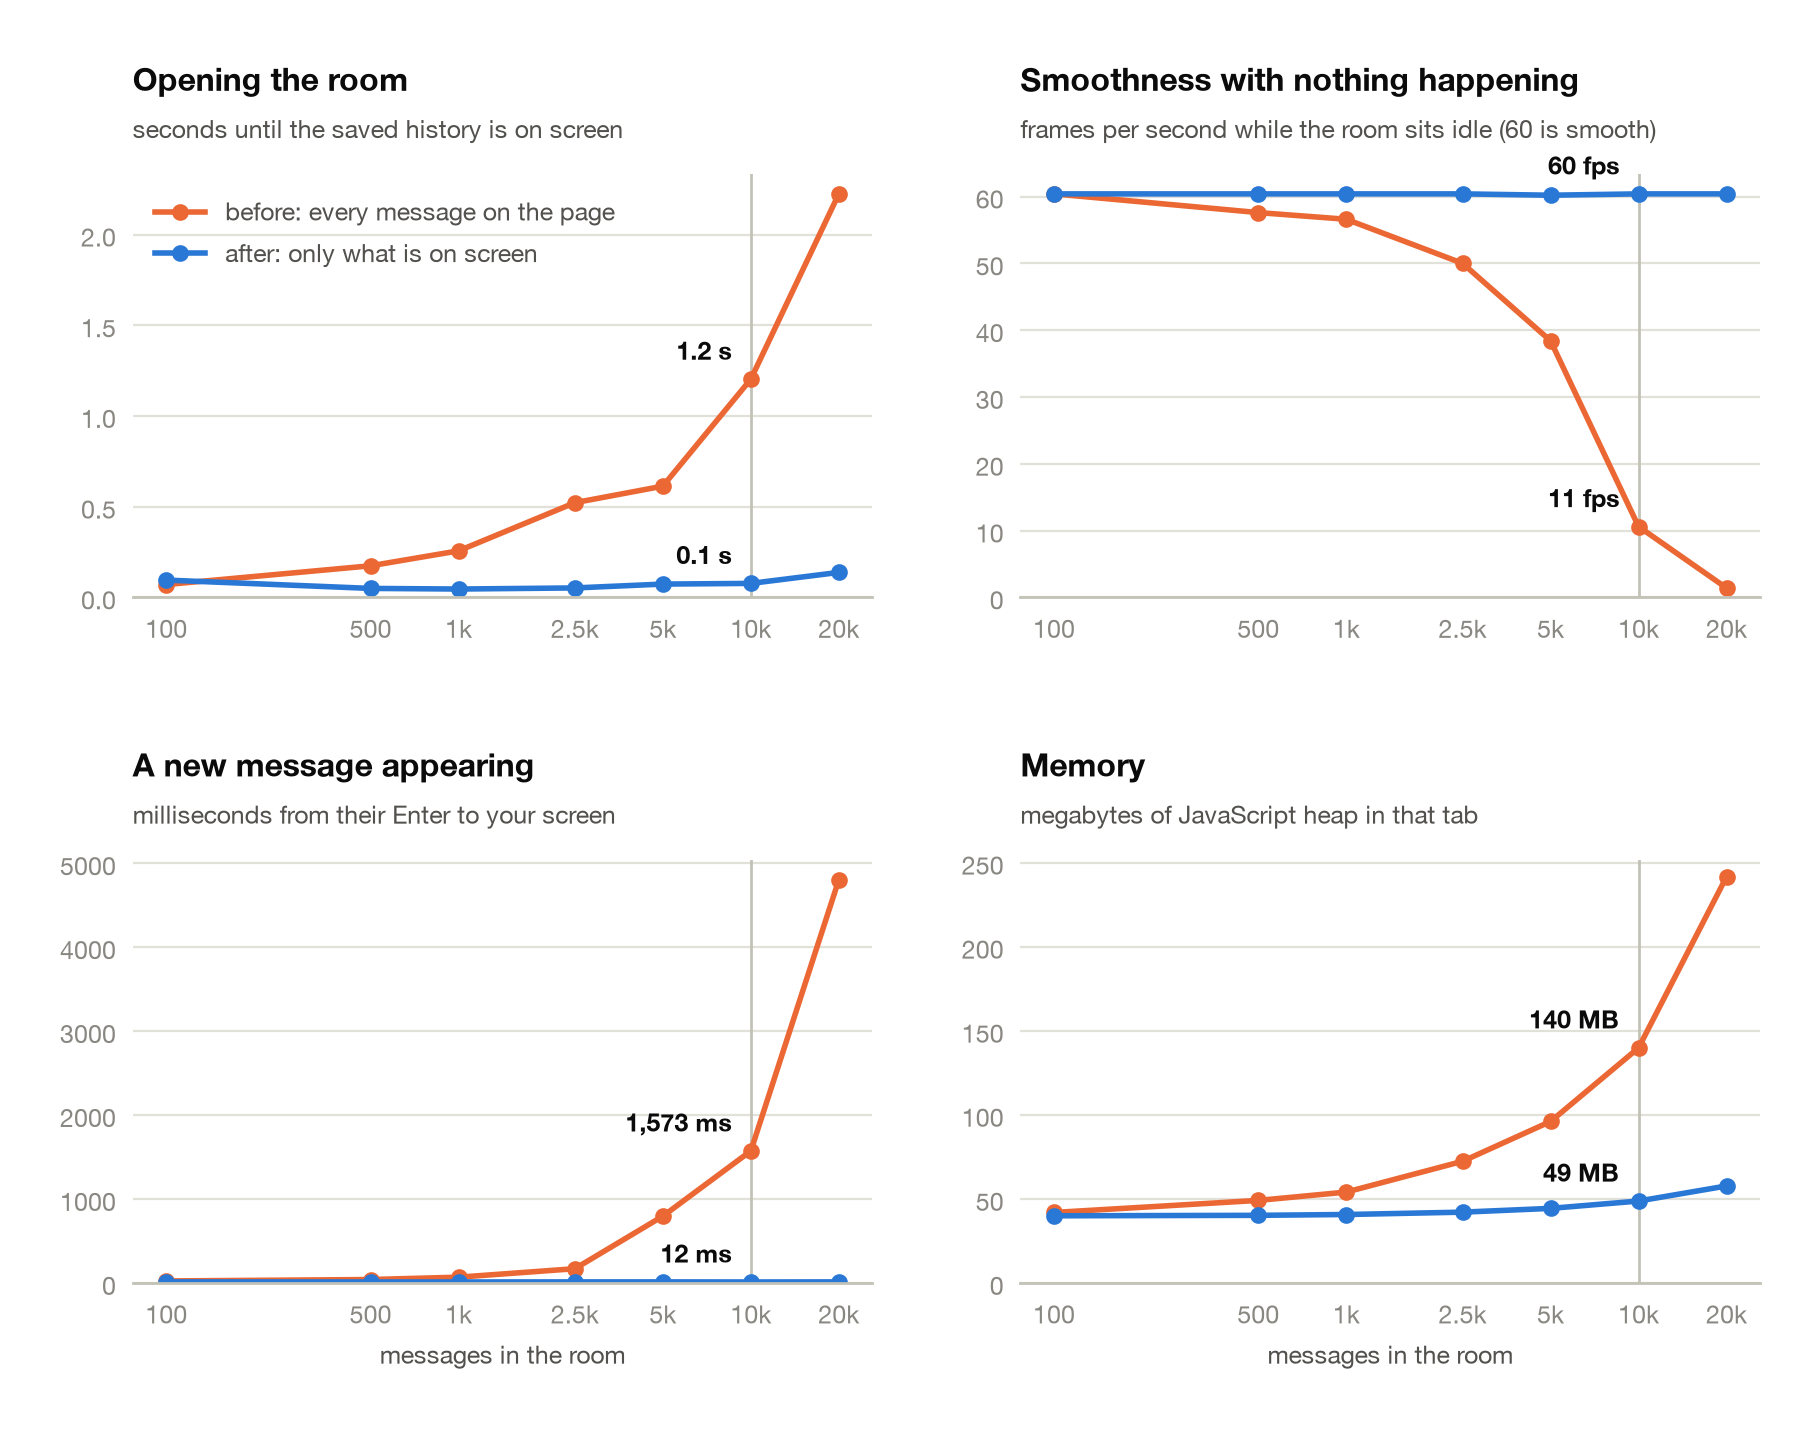 Opening the room
seconds until the saved history is on screen
before: every message on the page
after: only what is on screen
2.0
1.5
1.0
0.5
0.0
1.2 s
0.1 s
100 500 1k 2.5k 5k 10k 20k
Smoothness with nothing happening
frames per second while the room sits idle (60 is smooth)
60 fps
60
50
40
30
20
10
0
11 fps
100 500 1k 2.5k 5k 10k 20k
A new message appearing
milliseconds from their Enter to your screen
5000
4000
3000
2000
1000
0
1,573 ms
12 ms
100 500 1k 2.5k 5k 10k 20k
messages in the room
Memory
megabytes of JavaScript heap in that tab
250
200
150
100
50
0
140 MB
49 MB
100 500 1k 2.5k 5k 10k 20k
messages in the room